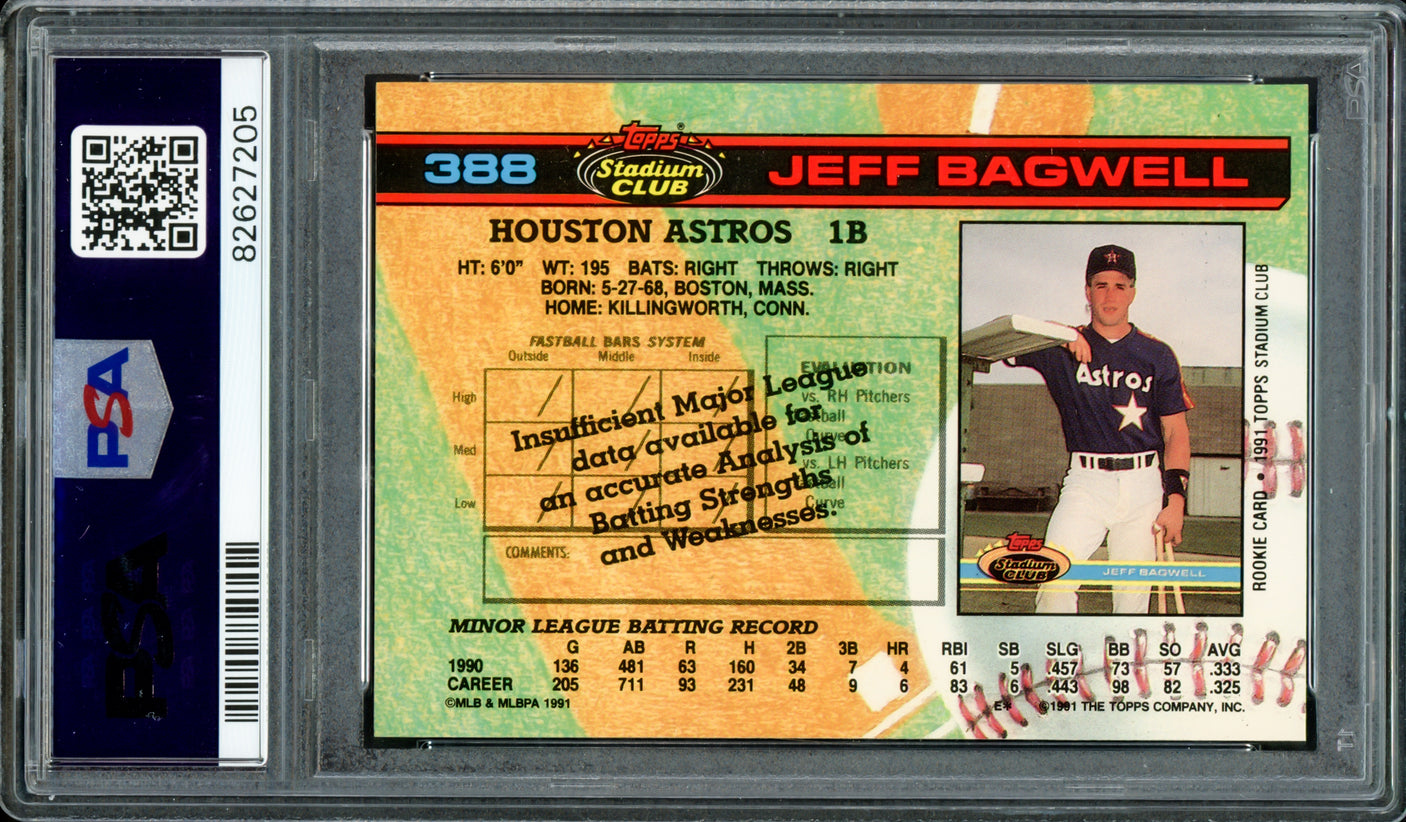 82627205
PSA
PSA
388
Topps®
Stadium
CLUB
JEFF BAGWELL
HOUSTON ASTROS 1B
HT: 6'0" WT: 195 BATS: RIGHT THROWS: RIGHT
BORN: 5-27-68, BOSTON, MASS.
HOME: KILLINGWORTH, CONN.
FASTBALL BARS SYSTEM
Outside Middle Inside
High
Med
Low
COMMENTS:
EVALUATION
vs. RH Pitchers
Curve
vs. LH Pitchers
Curve
Insufficient Major League
data available for
an accurate Analysis of
Batting Strengths
and Weaknesses.
Astros
Topps
Stadium
CLUB
JEFF BAGWELL
ROOKIE CARD • 1991 TOPPS STADIUM CLUB
MINOR LEAGUE BATTING RECORD
G AB R H 2B 3B HR RBI SB SLG BB SO AVG
1990 136 481 63 160 34 7 4 61 5 .457 73 57 .333
CAREER 205 711 93 231 48 9 6 83 6 .443 98 82 .325
©MLB & MLBPA 1991 E* ©1991 THE TOPPS COMPANY, INC.
PSA